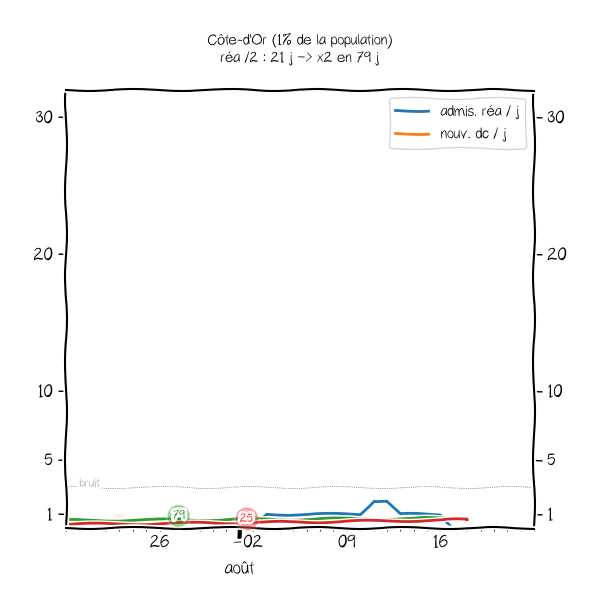 Côte-d'Or (1% de la population)
réa /2 : 21 j -> x2 en 79 j
admis. réa / j
nouv. dc / j
30
30
20
20
10
10
5
5
bruit
1
79
25
1
26
02
09
16
août